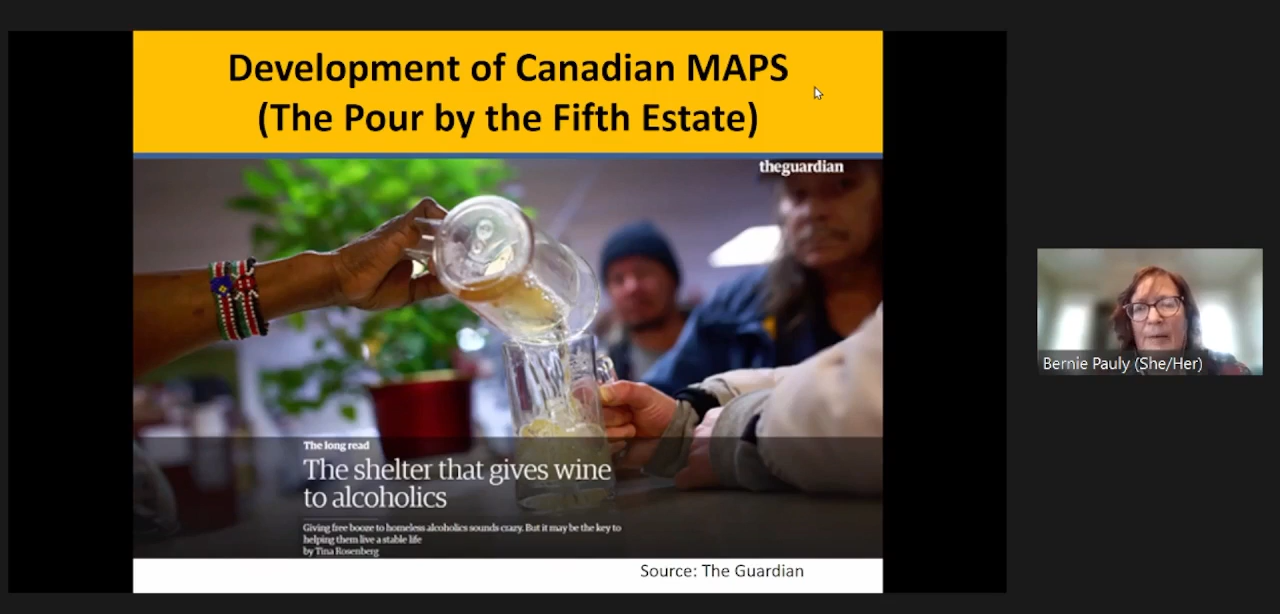 Development of Canadian MAPS
(The Pour by the Fifth Estate)
theguardian
The long read
The shelter that gives wine
to alcoholics
Giving free booze to homeless alcoholics sounds crazy. But it may be the key to
helping them live a stable life
by Tina Rosenberg
Source: The Guardian
Bernie Pauly (She/Her)